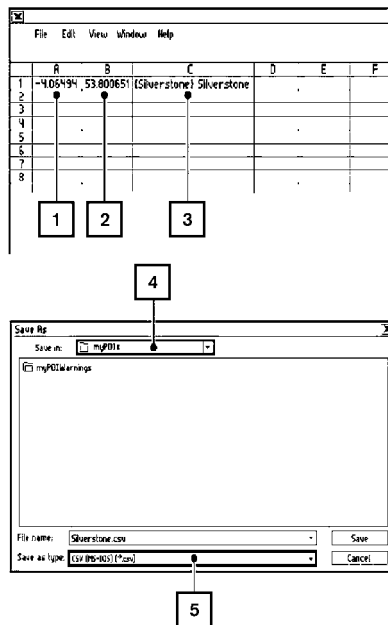 File Edit View Window Help
A B C D E F
1 -4.06494 53.800651 {Silverstone} Silverstone
2
3
4
5
6
7
8
1 2 3
4
Save As
Save in: myPOIs
myPOIWarnings
File name: Silverstone.csv Save
Save as type: CSV (MS-DOS) (*.csv) Cancel
5